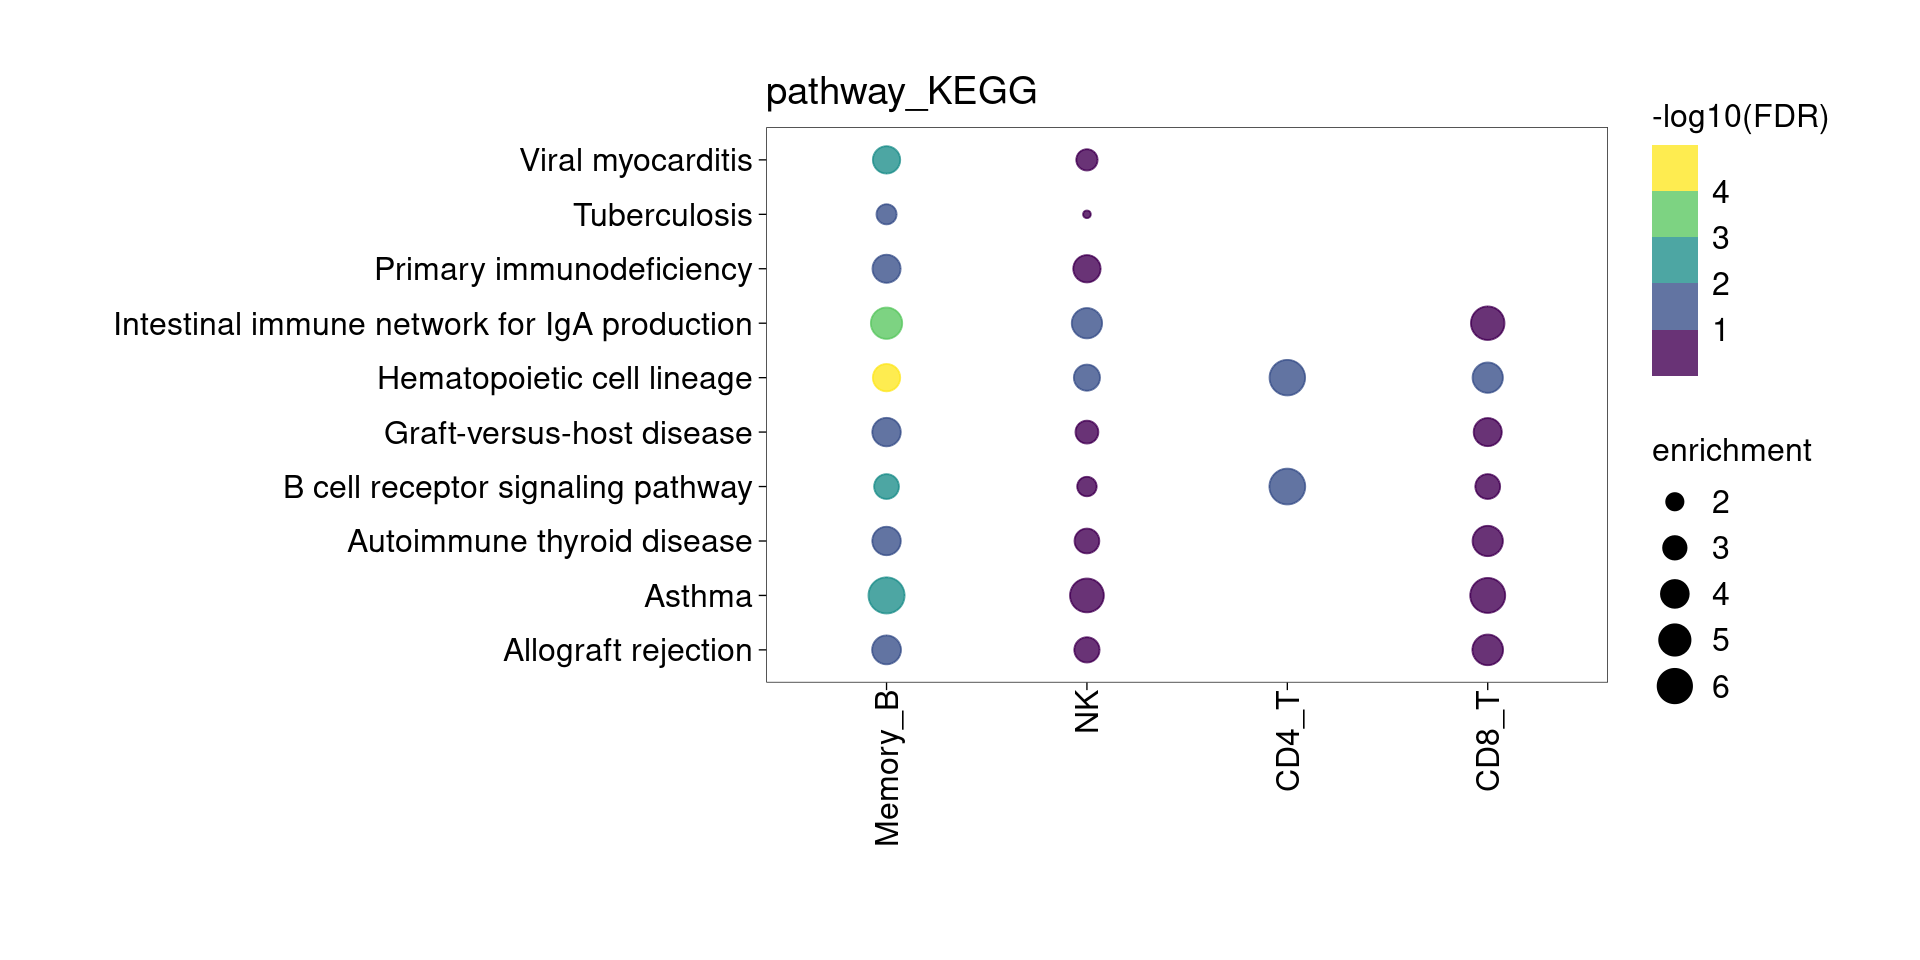 pathway_KEGG
Viral myocarditis
Tuberculosis
Primary immunodeficiency
Intestinal immune network for IgA production
Hematopoietic cell lineage
Graft-versus-host disease
B cell receptor signaling pathway
Autoimmune thyroid disease
Asthma
Allograft rejection
Memory_B
NK
CD4_T
CD8_T
-log10(FDR)
4
3
2
1
enrichment
2
3
4
5
6